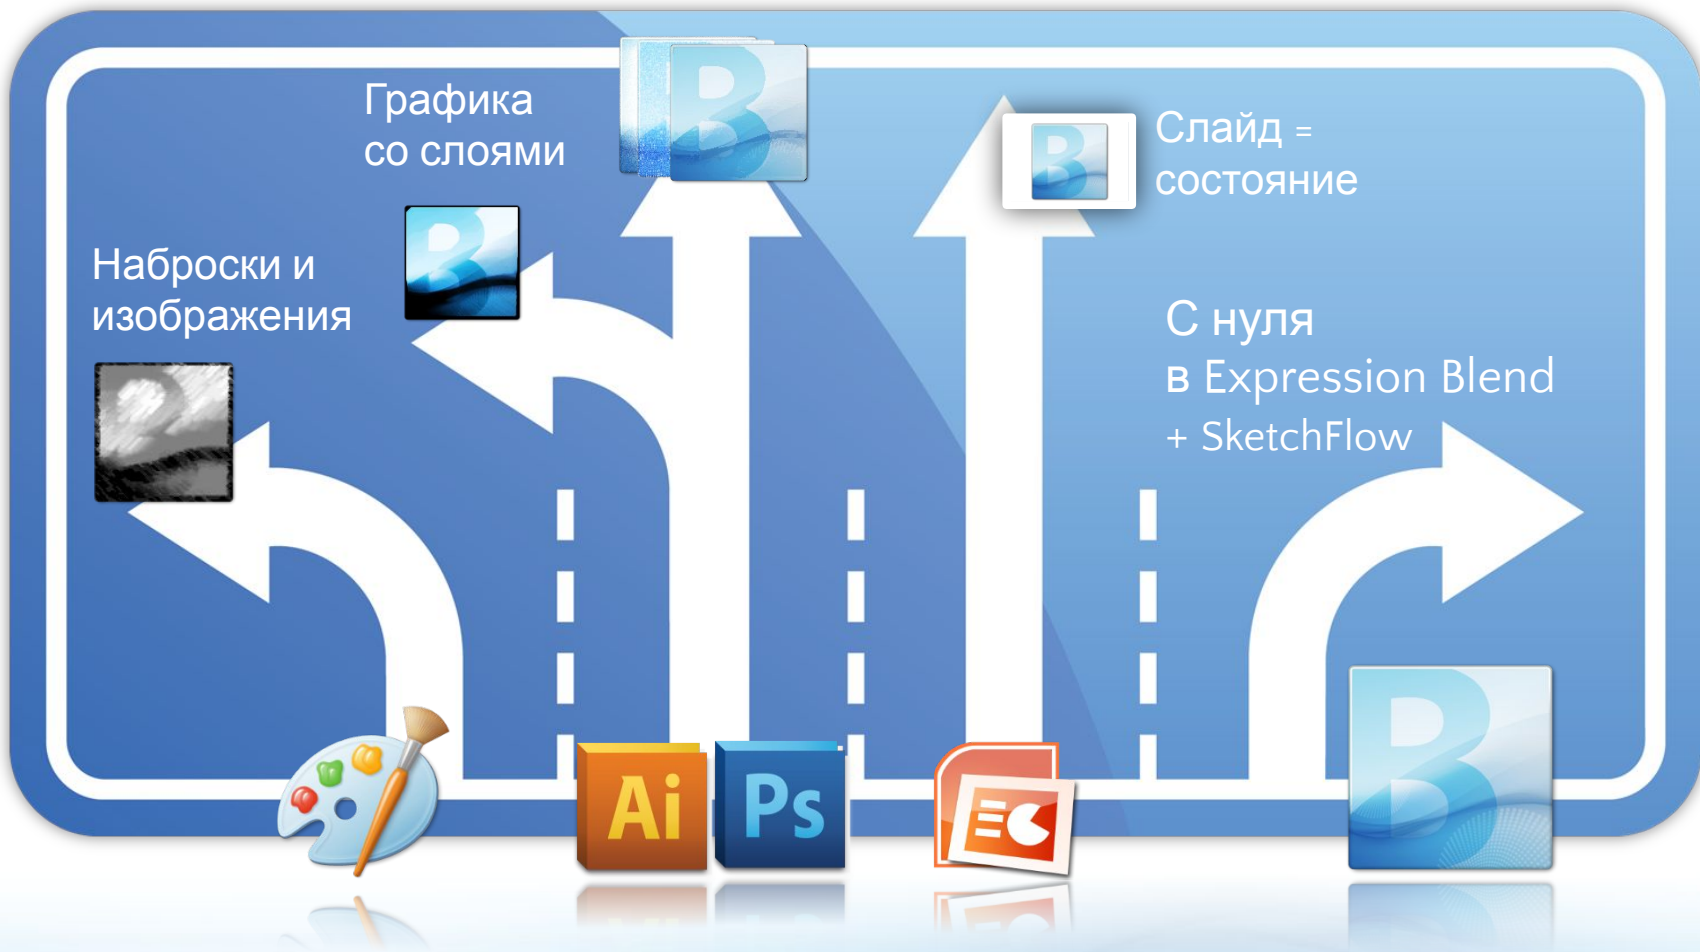 Графика
со слоями
Слайд =
состояние
Наброски и
изображения
С нуля
в Expression Blend
+ SketchFlow
Ai
Ps